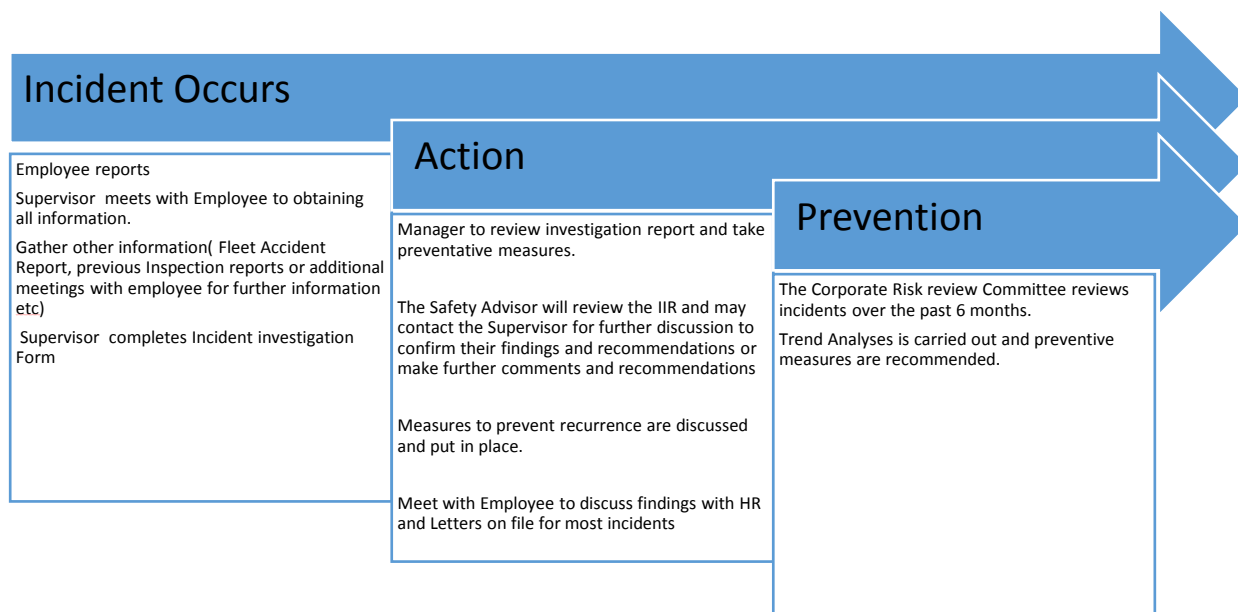 Incident Occurs
Employee reports
Supervisor  meets with Employee to obtaining
all information.
Gather other information( Fleet Accident
Report, previous Inspection reports or additional
meetings with employee for further information
etc)
Supervisor  completes Incident investigation
Form
Action
Manager to review investigation report and take
preventative measures.
The Safety Advisor will review the IIR and may
contact the Supervisor for further discussion to
confirm their findings and recommendations or
make further comments and recommendations
Measures to prevent recurrence are discussed
and put in place.
Meet with Employee to discuss findings with HR
and Letters on file for most incidents
Prevention
The Corporate Risk review Committee reviews
incidents over the past 6 months.
Trend Analyses is carried out and preventive
measures are recommended.